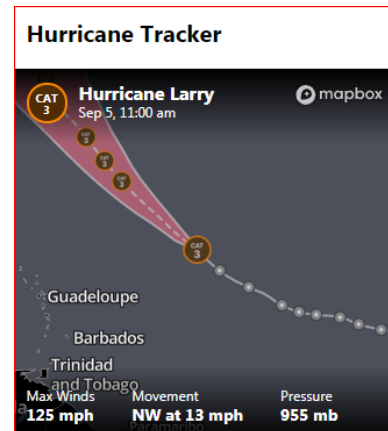 Hurricane Tracker
CAT
3
Hurricane Larry
Sep 5, 11:00 am
mapbox
CAT
3
CAT
3
CAT
3
CAT
3
Guadeloupe
Barbados
Trinidad
and Tobago
Max Winds
Movement
Pressure
125 mph
NW at 13 mph
955 mb
Paramaribo